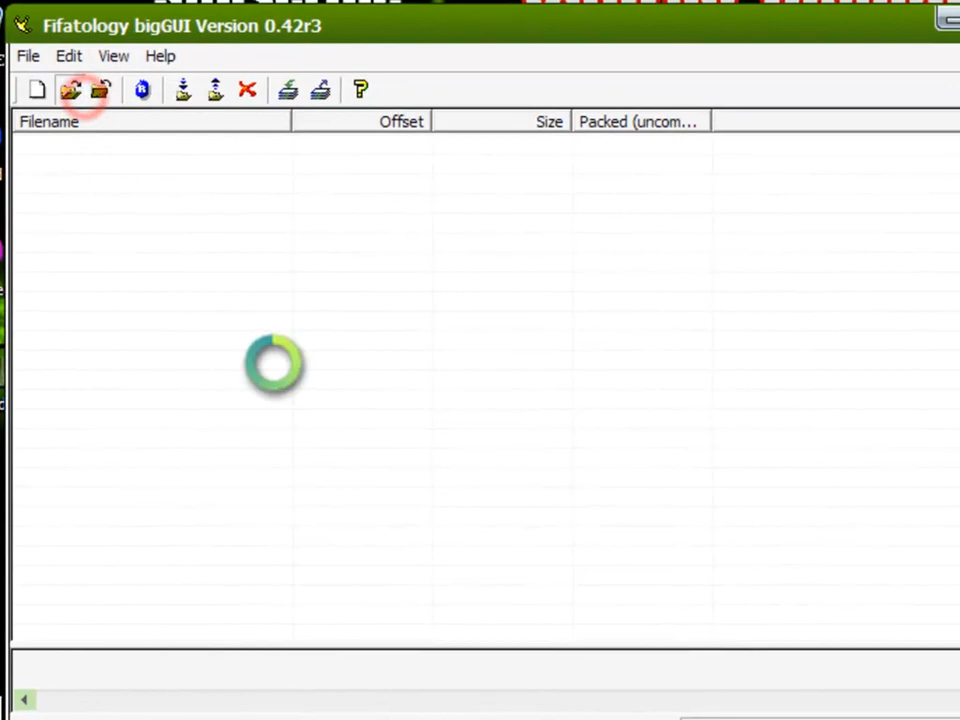 Fifatology bigGUI Version 0.42r3
File Edit View Help
Filename Offset Size Packed (uncom...